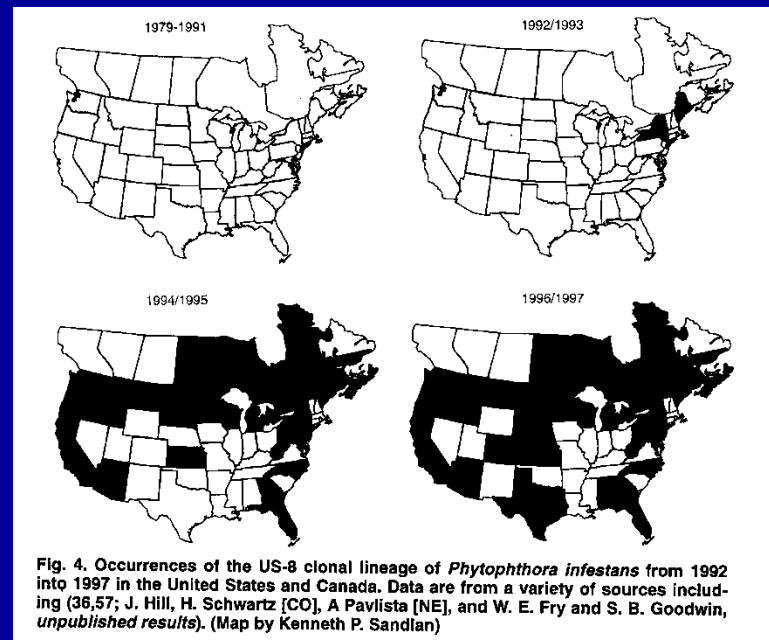 1979-1991
1992/1993
1994/1995
1996/1997
Fig. 4. Occurrences of the US-8 clonal lineage of Phytophthora infestans from 1992
into 1997 in the United States and Canada. Data are from a variety of sources includ-
ing (36,57; J. Hill, H. Schwartz [CO], A Pavlista [NE], and W. E. Fry and S. B. Goodwin,
unpublished results). (Map by Kenneth P. Sandlan)